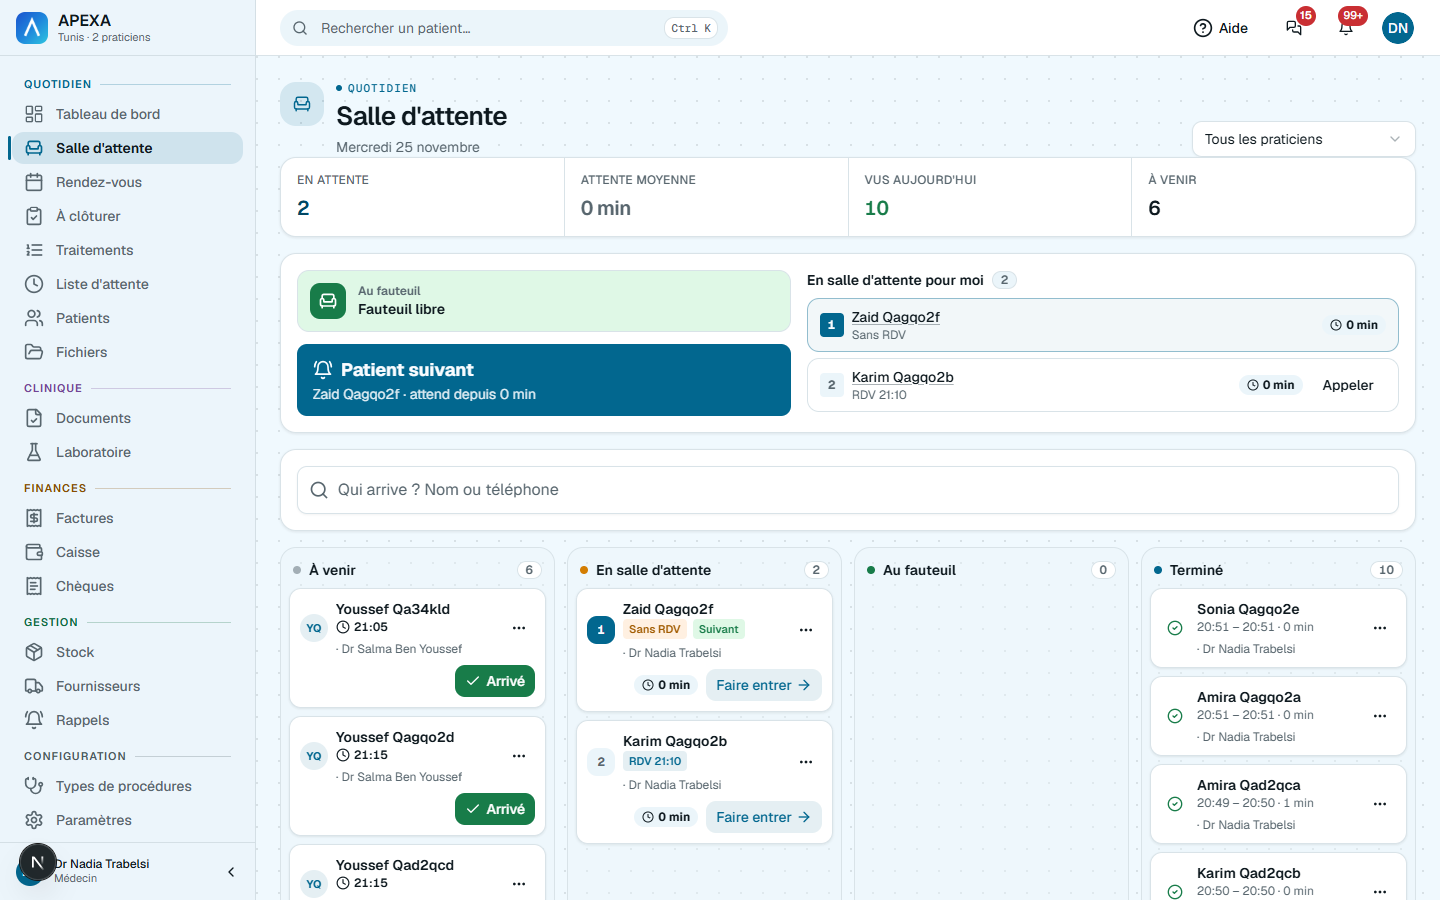 APEXA
Tunis · 2 praticiens
Rechercher un patient…
Ctrl K
Aide
15
99+
DN
QUOTIDIEN
Tableau de bord
Salle d'attente
Rendez-vous
À clôturer
Traitements
Liste d'attente
Patients
Fichiers
CLINIQUE
Documents
Laboratoire
FINANCES
Factures
Caisse
Chèques
GESTION
Stock
Fournisseurs
Rappels
CONFIGURATION
Types de procédures
Paramètres
N
Dr Nadia Trabelsi
Médecin
QUOTIDIEN
Salle d'attente
Mercredi 25 novembre
Tous les praticiens
EN ATTENTE
2
ATTENTE MOYENNE
0 min
VUS AUJOURD'HUI
10
À VENIR
6
Au fauteuil
Fauteuil libre
Patient suivant
Zaid Qagqo2f · attend depuis 0 min
En salle d'attente pour moi 2
1
Zaid Qagqo2f
Sans RDV
0 min
2
Karim Qagqo2b
RDV 21:10
0 min
Appeler
Qui arrive ? Nom ou téléphone
À venir 6
YQ
Youssef Qa34kld
21:05
· Dr Salma Ben Youssef
Arrivé
YQ
Youssef Qagqo2d
21:15
· Dr Salma Ben Youssef
Arrivé
YQ
Youssef Qad2qcd
21:15
En salle d'attente 2
1
Zaid Qagqo2f
Sans RDV Suivant
· Dr Nadia Trabelsi
0 min
Faire entrer
2
Karim Qagqo2b
RDV 21:10
· Dr Nadia Trabelsi
0 min
Faire entrer
Au fauteuil 0
Terminé 10
Sonia Qagqo2e
20:51 – 20:51 · 0 min
· Dr Nadia Trabelsi
Amira Qagqo2a
20:51 – 20:51 · 0 min
· Dr Nadia Trabelsi
Amira Qad2qca
20:49 – 20:50 · 1 min
· Dr Nadia Trabelsi
Karim Qad2qcb
20:50 – 20:50 · 0 min